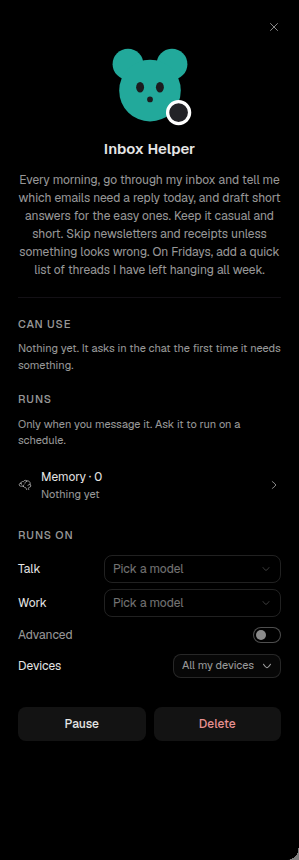 Inbox Helper
Every morning, go through my inbox and tell me
which emails need a reply today, and draft short
answers for the easy ones. Keep it casual and
short. Skip newsletters and receipts unless
something looks wrong. On Fridays, add a quick
list of threads I have left hanging all week.
CAN USE
Nothing yet. It asks in the chat the first time it needs
something.
RUNS
Only when you message it. Ask it to run on a
schedule.
Memory · 0
Nothing yet
RUNS ON
Talk Pick a model
Work Pick a model
Advanced
Devices All my devices
Pause Delete